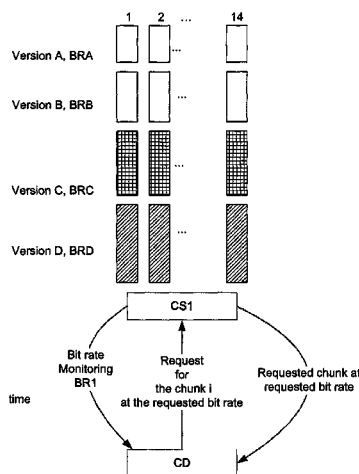 1 2 ... 14
Version A, BRA
...
Version B, BRB
...
Version C, BRC
...
Version D, BRD
...
CS1
Bit rate
Monitoring
BR1
Request
for
the chunk i
at the requested bit rate
Requested chunk at
requested bit rate
time
CD